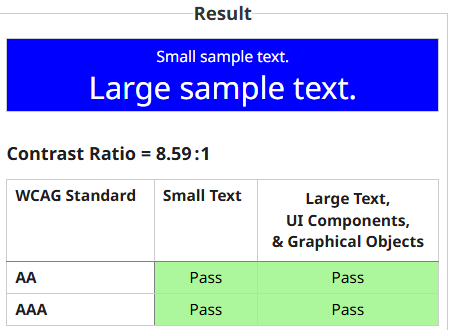 Result
Small sample text.
Large sample text.
Contrast Ratio = 8.59:1
WCAG Standard
Small Text
Large Text,
UI Components,
& Graphical Objects
AA
Pass
Pass
AAA
Pass
Pass